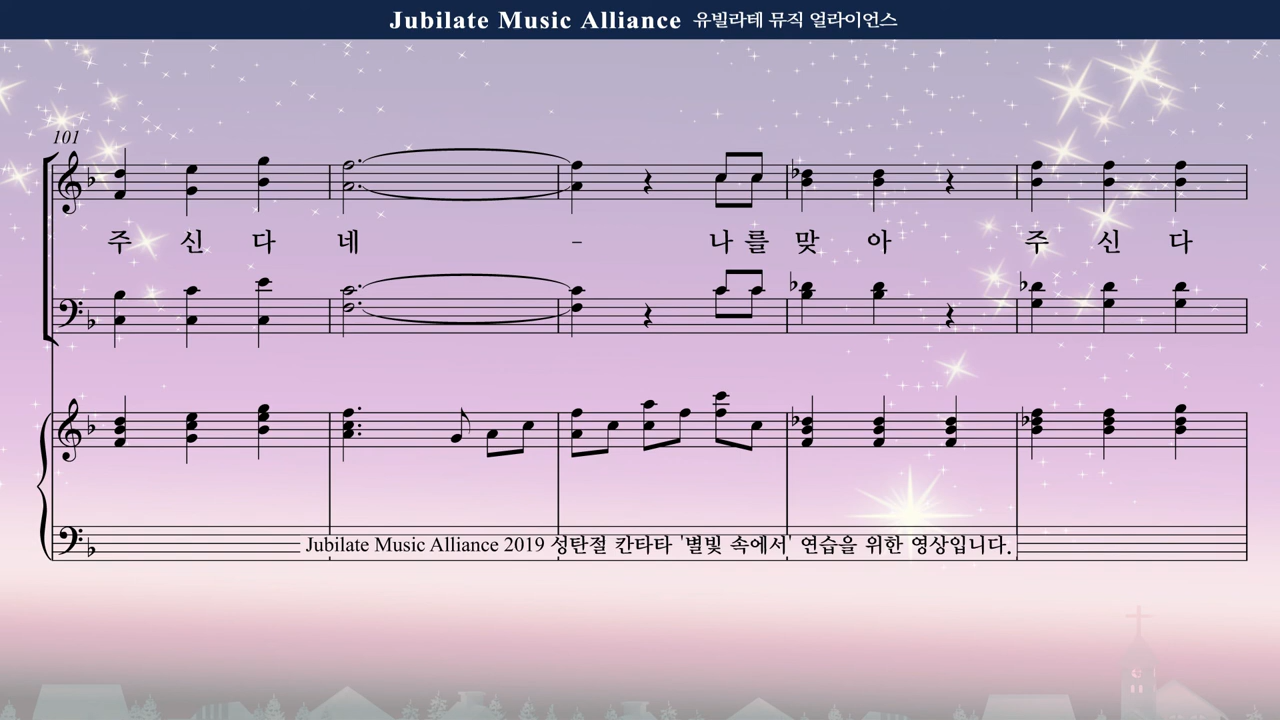 Jubilate Music Alliance 유빌라테 뮤직 얼라이언스
101
주 신 다 네 - 나 를 맞 아 주 신 다
Jubilate Music Alliance 2019 성탄절 칸타타 '별빛 속에서' 연습을 위한 영상입니다.